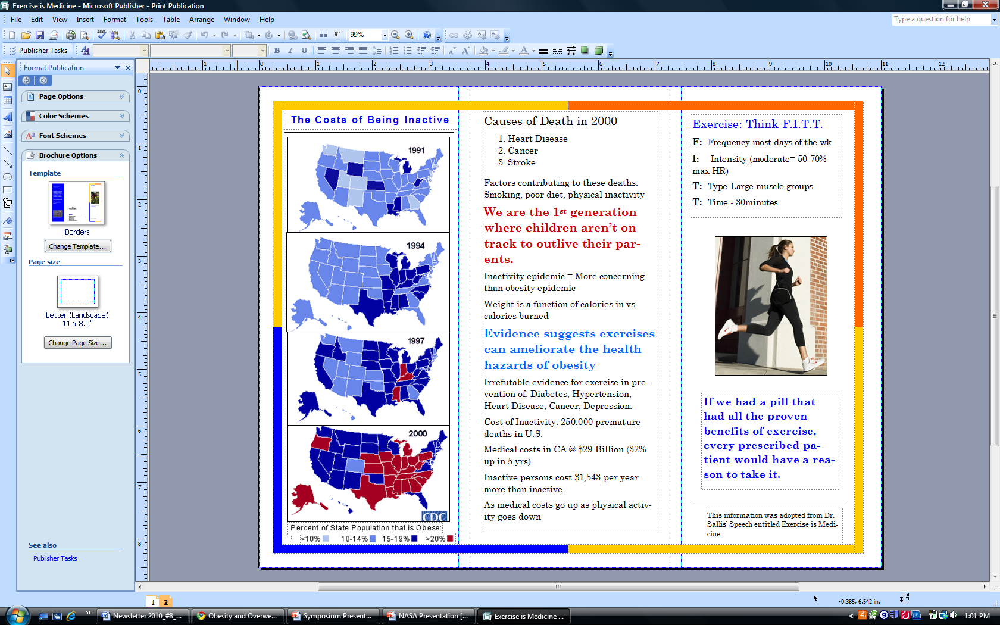 Exercise is Medicine - Microsoft Publisher - Print Publication
File Edit View Insert Format Tools Table Arrange Window Help
Type a question for help
99%
Publisher Tasks
Format Publication
Page Options
Color Schemes
Font Schemes
Brochure Options
Template
Borders
Change Template...
Page size
Letter (Landscape)
11 x 8.5"
Change Page Size...
See also
Publisher Tasks
The Costs of Being Inactive
1991
1994
1997
2000
CDC
Percent of State Population that is Obese:
<10% 10-14% 15-19% >20%
Causes of Death in 2000
1. Heart Disease
2. Cancer
3. Stroke
Factors contributing to these deaths:
Smoking, poor diet, physical inactivity
We are the 1st generation
where children aren't on
track to outlive their par-
ents.
Inactivity epidemic = More concerning
than obesity epidemic
Weight is a function of calories in vs.
calories burned
Evidence suggests exercises
can ameliorate the health
hazards of obesity
Irrefutable evidence for exercise in pre-
vention of: Diabetes, Hypertension,
Heart Disease, Cancer, Depression.
Cost of Inactivity: 250,000 premature
deaths in U.S.
Medical costs in CA @ $29 Billion (32%
up in 5 yrs)
Inactive persons cost $1,543 per year
more than inactive.
As medical costs go up as physical activ-
ity goes down
Exercise: Think F.I.T.T.
F: Frequency most days of the wk
I: Intensity (moderate= 50-70%
max HR)
T: Type-Large muscle groups
T: Time - 30minutes
If we had a pill that
had all the proven
benefits of exercise,
every prescribed pa-
tient would have a rea-
son to take it.
This information was adopted from Dr.
Sallis' Speech entitled Exercise is Medi-
cine
1 2
-0.385, 6.542 in.
Newsletter 2010_#8_...
Obesity and Overwe...
Symposium Present...
NASA Presentation [...
Exercise is Medicine ...
1:01 PM